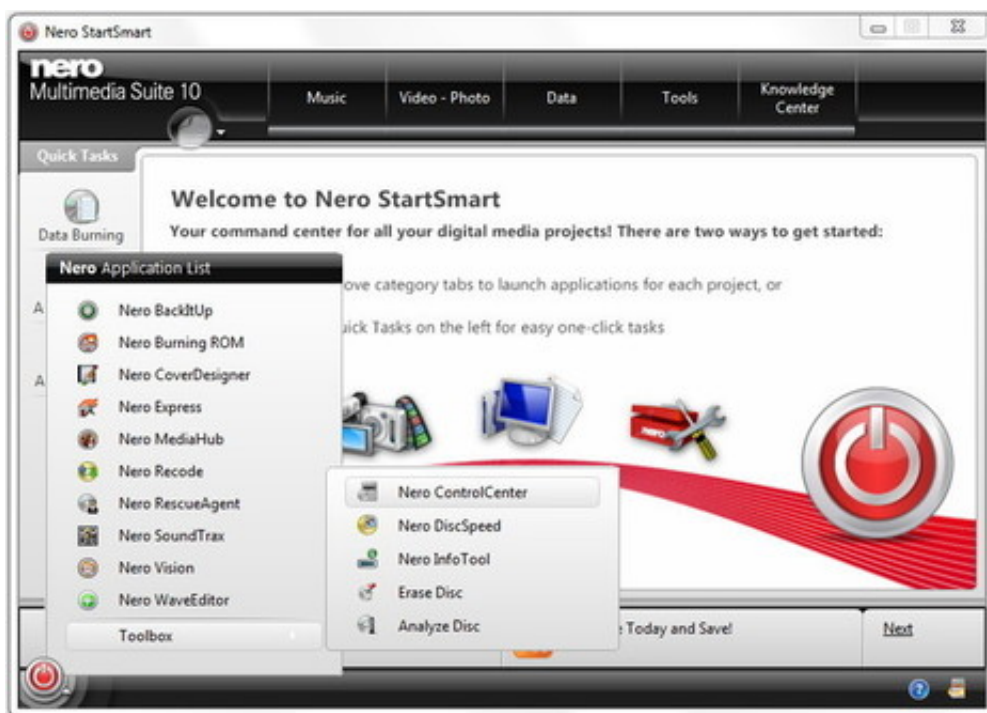 Nero StartSmart
nero
Multimedia Suite 10
Music
Video - Photo
Data
Tools
Knowledge
Center
Quick Tasks
Data Burning
Welcome to Nero StartSmart
Your command center for all your digital media projects! There are two ways to get started:
category tabs to launch applications for each project, or
Tasks on the left for easy one-click tasks
A
A
Nero Application List
Nero BackItUp
Nero Burning ROM
Nero CoverDesigner
Nero Express
Nero MediaHub
Nero Recode
Nero RescueAgent
Nero SoundTrax
Nero Vision
Nero WaveEditor
Toolbox
Nero ControlCenter
Nero DiscSpeed
Nero InfoTool
Erase Disc
Analyze Disc
nero
Today and Save!
Next